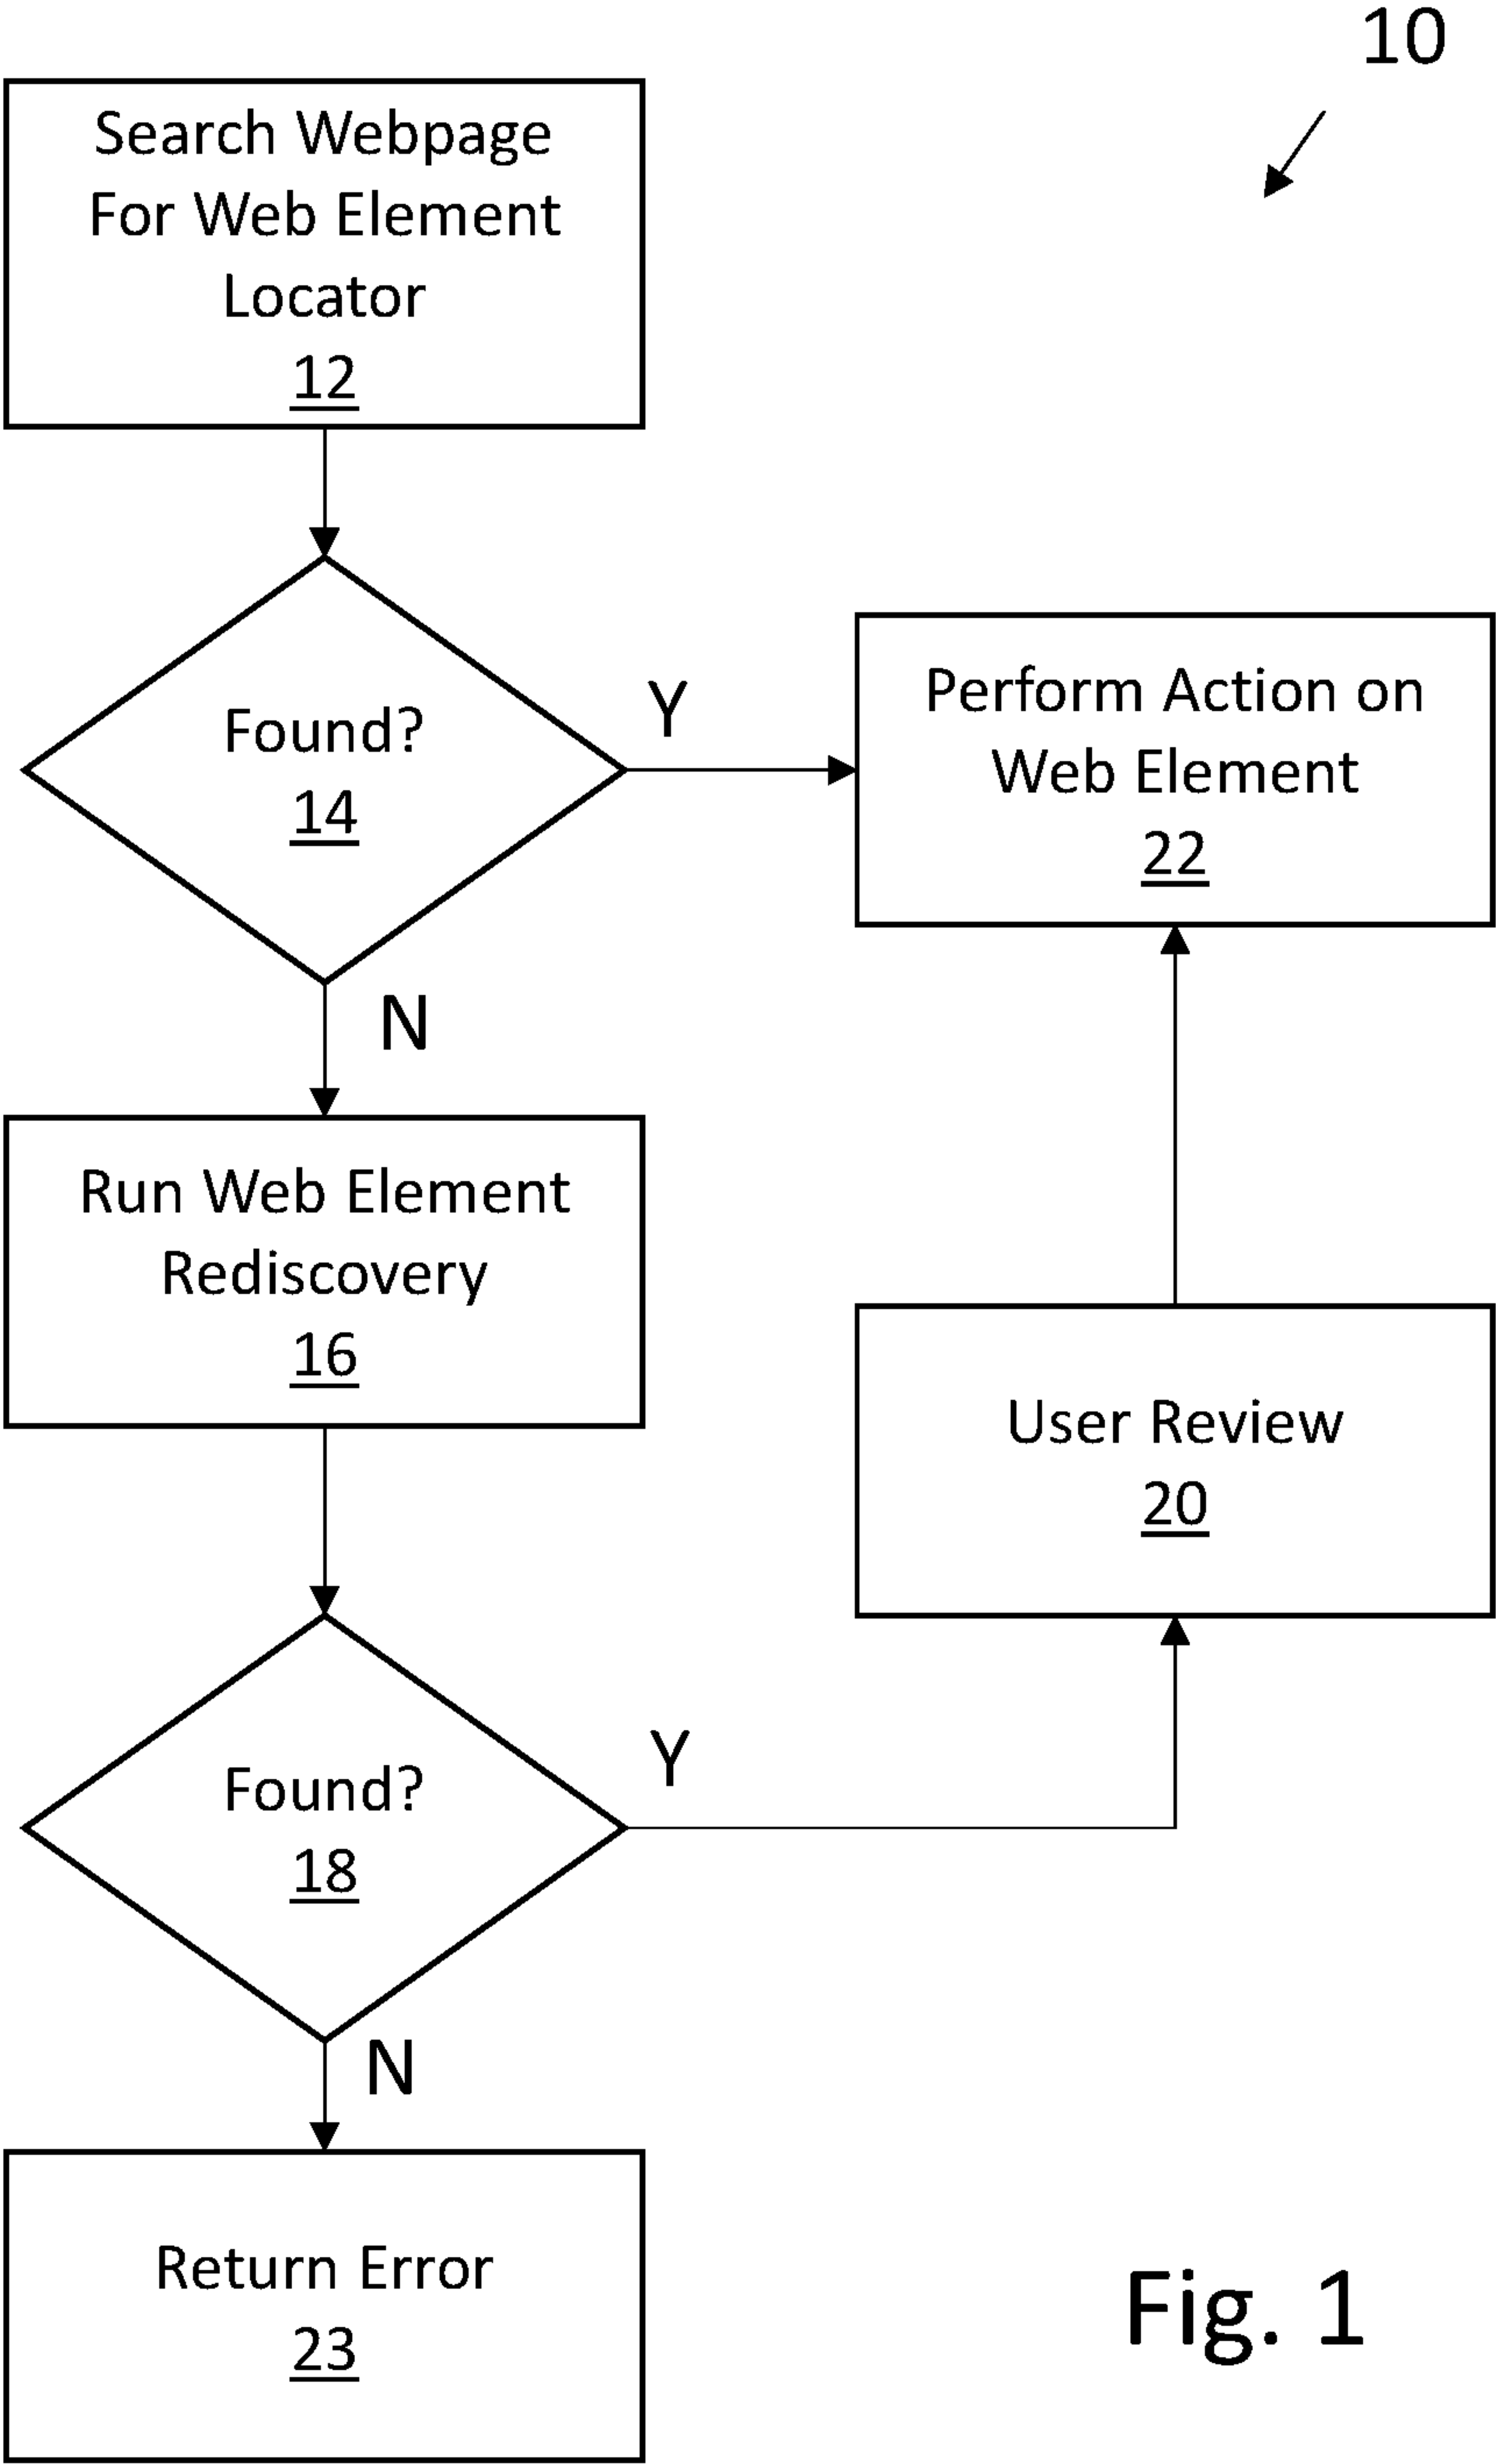 10
Search Webpage
For Web Element
Locator
12
Found?
14
Y
N
Perform Action on
Web Element
22
Run Web Element
Rediscovery
16
User Review
20
Found?
18
Y
N
Return Error
23
Fig. 1